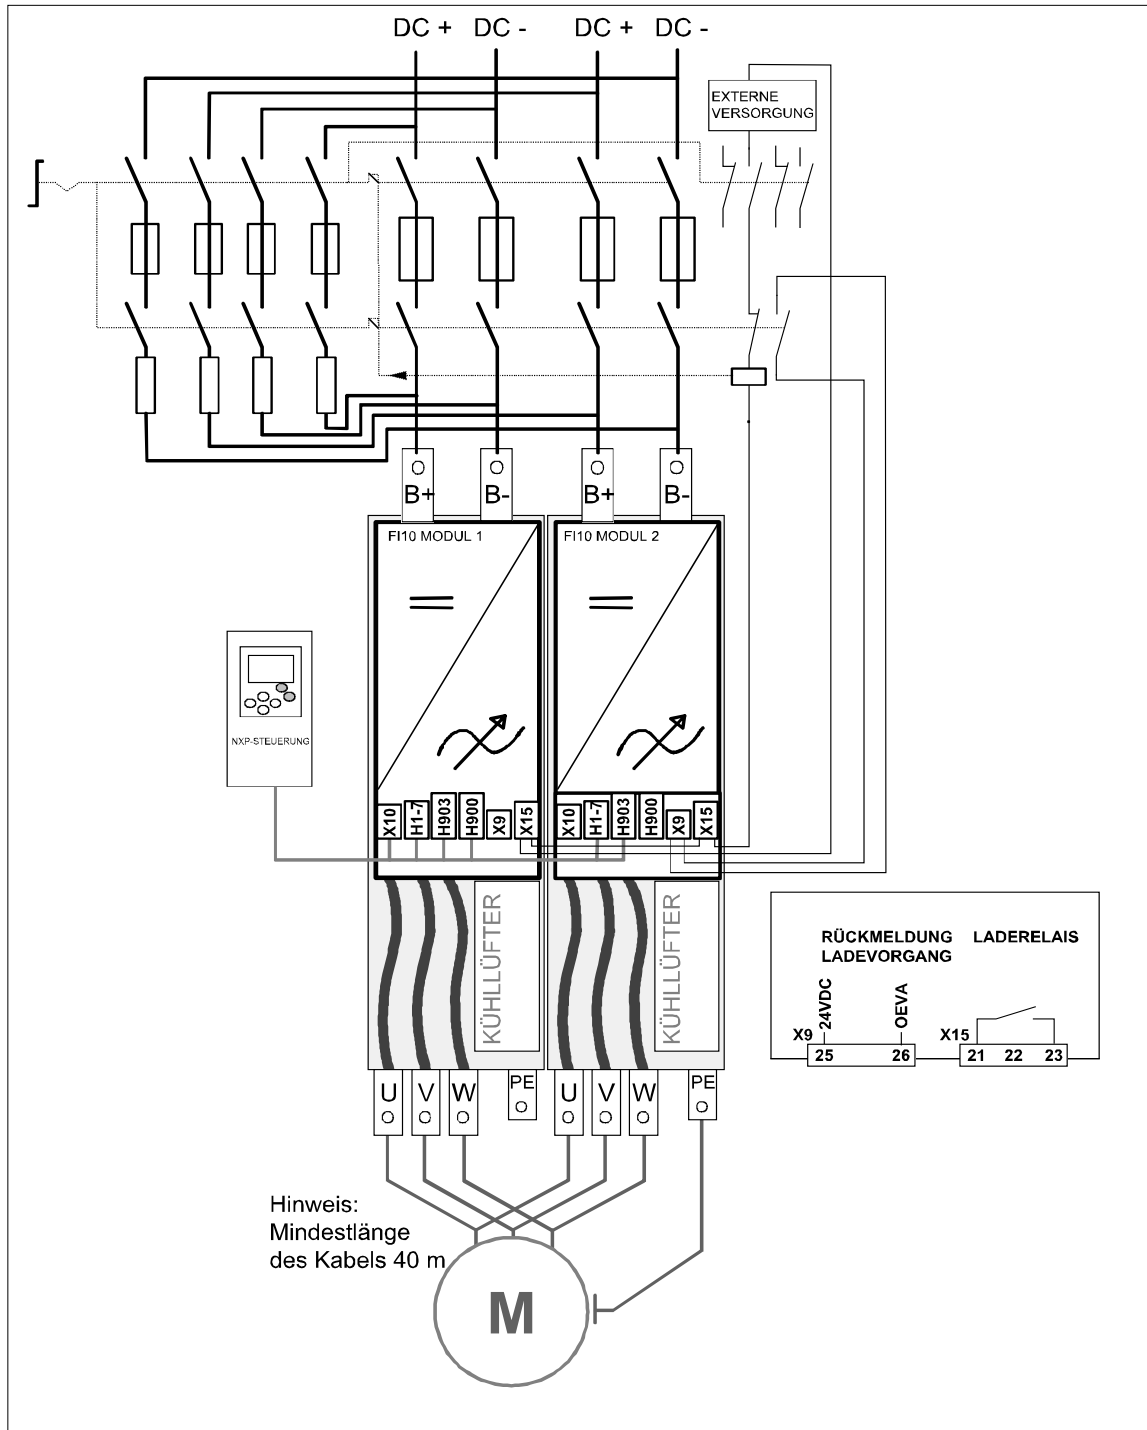 DC + DC - DC + DC -
EXTERNE
VERSORGUNG
B+ B- B+ B-
FI10 MODUL 1 FI10 MODUL 2
NXP-STEUERUNG
X10 H1-7 H903 H900 X9 X15 X10 H1-7 H903 H900 X9 X15
KÜHLLÜFTER KÜHLLÜFTER
RÜCKMELDUNG LADERELAIS
LADEVORGANG
24VDC OEVA
X9 X15
25 26 21 22 23
U V W PE U V W PE
Hinweis:
Mindestlänge
des Kabels 40 m
M